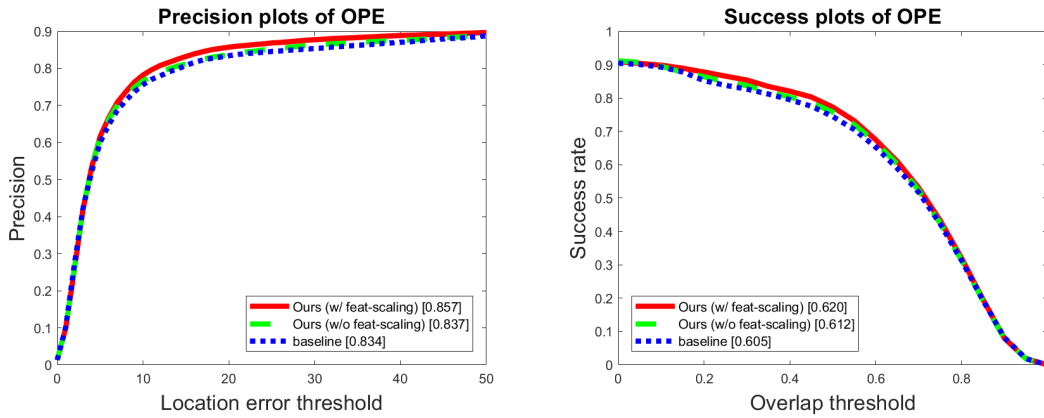 Precision plots of OPE
0.9
0.8
0.7
0.6
0.5
0.4
0.3
0.2
0.1
0
Precision
Ours (w/ feat-scaling) [0.857]
Ours (w/o feat-scaling) [0.837]
baseline [0.834]
0 10 20 30 40 50
Location error threshold
Success plots of OPE
1
0.9
0.8
0.7
0.6
0.5
0.4
0.3
0.2
0.1
0
Success rate
Ours (w/ feat-scaling) [0.620]
Ours (w/o feat-scaling) [0.612]
baseline [0.605]
0 0.2 0.4 0.6 0.8
Overlap threshold